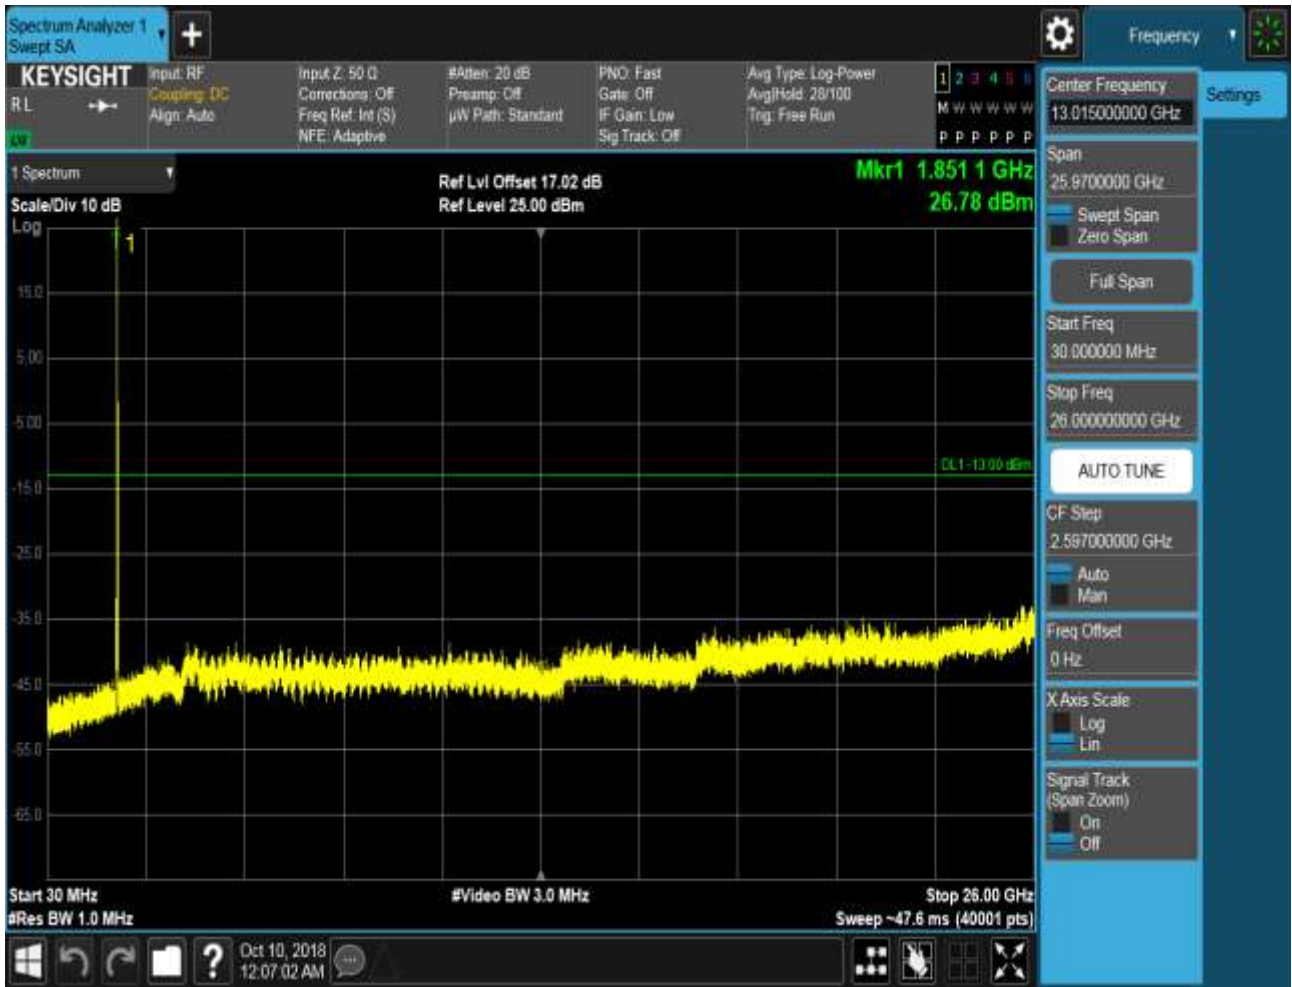 Spectrum Analyzer 1
Swept SA
Frequency
KEYSIGHT
RL
LXI
Input: RF
Coupling: DC
Align: Auto
Input Z: 50 Ω
Corrections: Off
Freq Ref: Int (S)
NFE: Adaptive
#Atten: 20 dB
Preamp: Off
µW Path: Standard
PNO: Fast
Gate: Off
IF Gain: Low
Sig Track: Off
Avg Type: Log-Power
Avg|Hold: 28/100
Trig: Free Run
1 2 3 4 5 6
M W W W W W
P P P P P P
1 Spectrum
Scale/Div 10 dB
Log
Ref Lvl Offset 17.02 dB
Ref Level 25.00 dBm
Mkr1 1.851 1 GHz
26.78 dBm
1
15.0
5.00
-5.00
-15.0
-25.0
-35.0
-45.0
-55.0
-65.0
DL1 -13.00 dBm
Start 30 MHz
#Res BW 1.0 MHz
#Video BW 3.0 MHz
Stop 26.00 GHz
Sweep ~47.6 ms (40001 pts)
Oct 10, 2018
12:07:02 AM
Center Frequency
13.015000000 GHz
Settings
Span
25.9700000 GHz
Swept Span
Zero Span
Full Span
Start Freq
30.000000 MHz
Stop Freq
26.000000000 GHz
AUTO TUNE
CF Step
2.597000000 GHz
Auto
Man
Freq Offset
0 Hz
X Axis Scale
Log
Lin
Signal Track
(Span Zoom)
On
Off